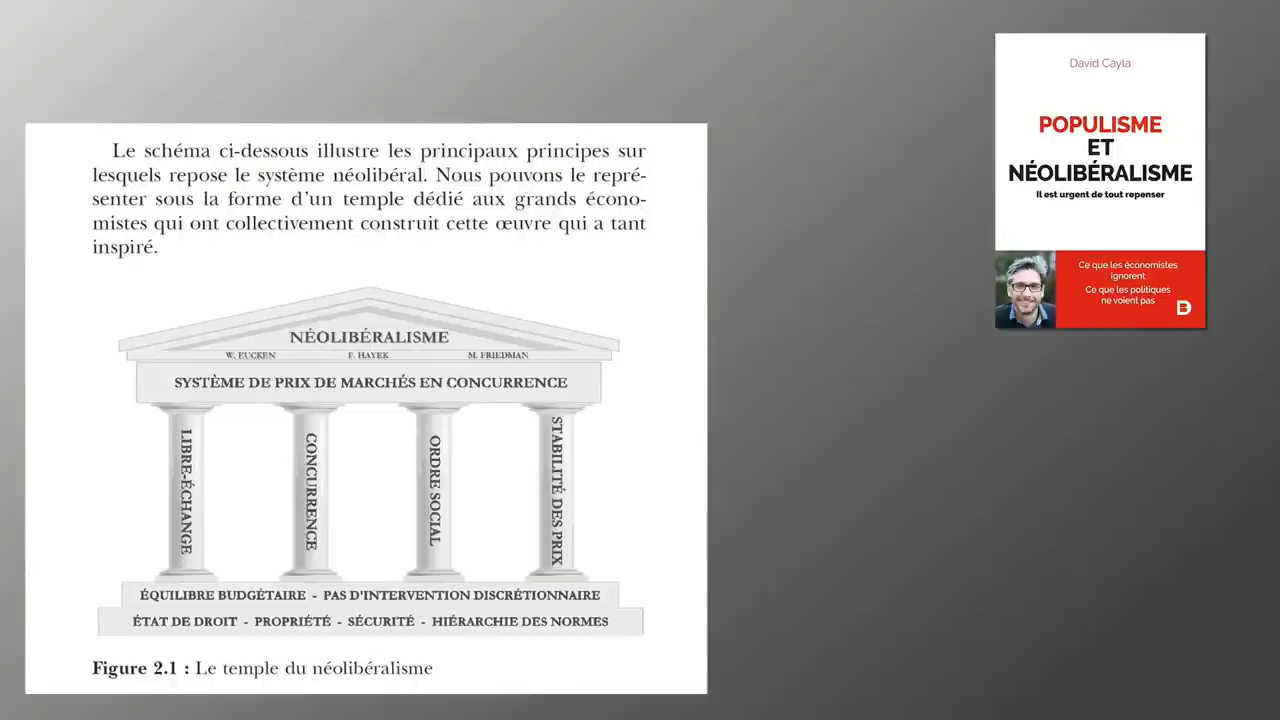 Le schéma ci-dessous illustre les principaux principes sur
lesquels repose le système néolibéral. Nous pouvons le repré-
senter sous la forme d'un temple dédié aux grands écono-
mistes qui ont collectivement construit cette œuvre qui a tant
inspiré.
NÉOLIBÉRALISME
W. EUCKEN F. HAYEK M. FRIEDMAN
SYSTÈME DE PRIX DE MARCHÉS EN CONCURRENCE
LIBRE-ÉCHANGE
CONCURRENCE
ORDRE SOCIAL
STABILITÉ DES PRIX
ÉQUILIBRE BUDGÉTAIRE - PAS D'INTERVENTION DISCRÉTIONNAIRE
ÉTAT DE DROIT - PROPRIÉTÉ - SÉCURITÉ - HIÉRARCHIE DES NORMES
Figure 2.1 : Le temple du néolibéralisme
David Cayla
POPULISME
ET
NÉOLIBÉRALISME
Il est urgent de tout repenser
Ce que les économistes
ignorent
Ce que les politiques
ne voient pas
D